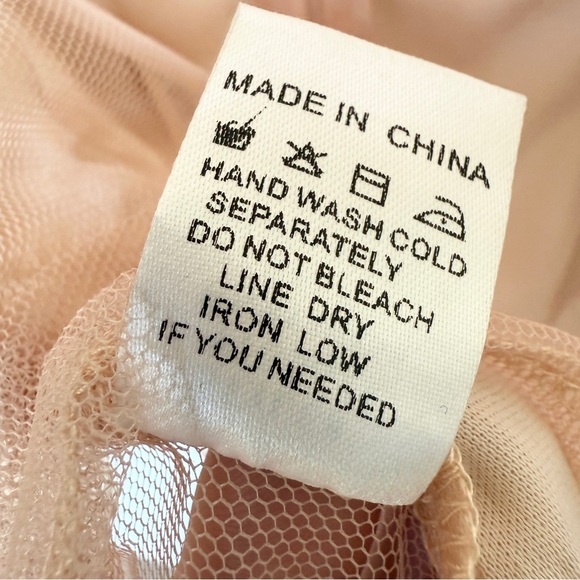 MADE IN CHINA
HAND WASH COLD
SEPARATELY
DO NOT BLEACH
LINE DRY
IRON LOW
IF YOU NEEDED